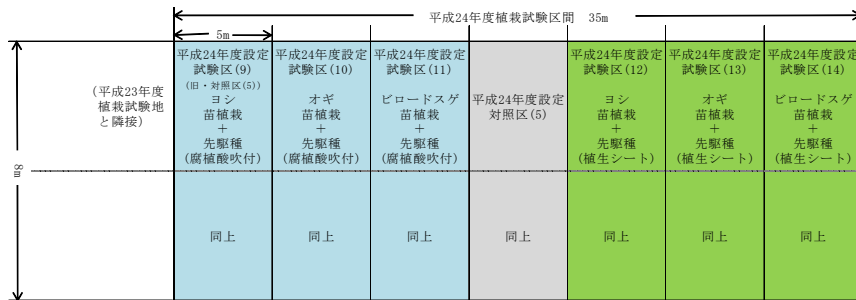 平成24年度植栽試験区間 35m
5m
8m
(平成23年度
植栽試験地
と隣接)
平成24年度設定
試験区(9)
(旧・対照区(5))
ヨシ
苗植栽
+
先駆種
(腐植酸吹付)
平成24年度設定
試験区(10)
オギ
苗植栽
+
先駆種
(腐植酸吹付)
平成24年度設定
試験区(11)
ビロードスゲ
苗植栽
+
先駆種
(腐植酸吹付)
平成24年度設定
対照区(5)
平成24年度設定
試験区(12)
ヨシ
苗植栽
+
先駆種
(植生シート)
平成24年度設定
試験区(13)
オギ
苗植栽
+
先駆種
(植生シート)
平成24年度設定
試験区(14)
ビロードスゲ
苗植栽
+
先駆種
(植生シート)
同上
同上
同上
同上
同上
同上
同上